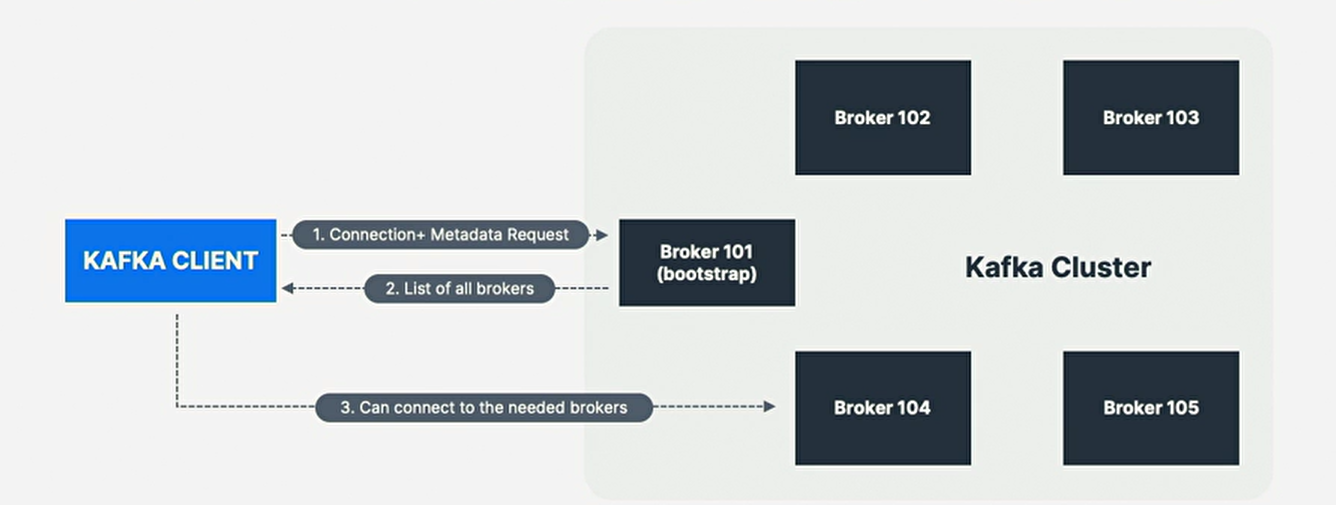 Broker 102
Broker 103
KAFKA CLIENT
1. Connection+ Metadata Request
Broker 101
(bootstrap)
2. List of all brokers
Kafka Cluster
3. Can connect to the needed brokers
Broker 104
Broker 105